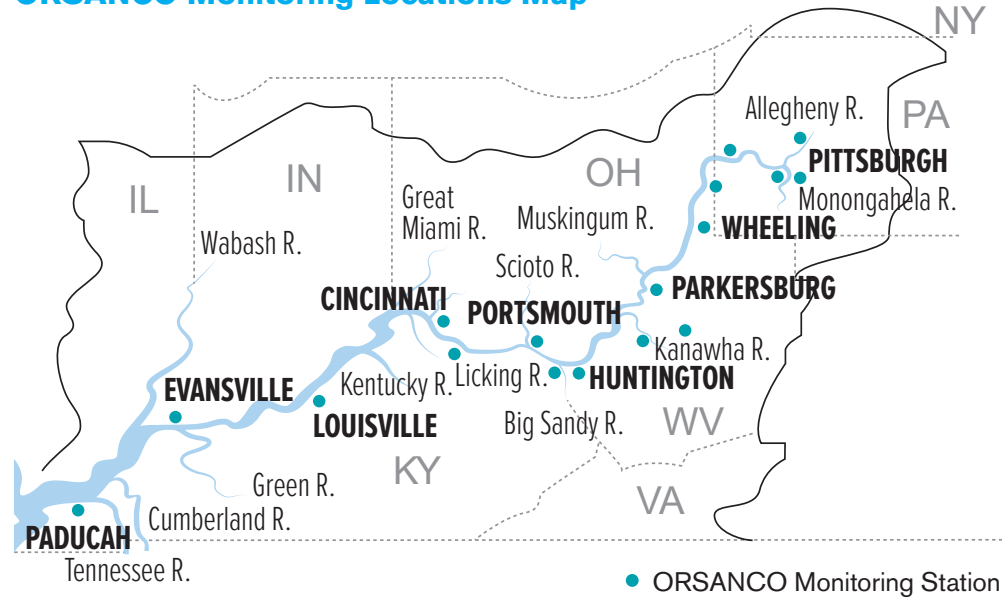 ORSANCO Monitoring Locations Map
NY
Allegheny R.
PA
PITTSBURGH
OH
IN
IL
Great
Miami R.
Muskingum R.
Monongahela R.
WHEELING
Wabash R.
Scioto R.
CINCINNATI
PORTSMOUTH
PARKERSBURG
Kanawha R.
EVANSVILLE
Kentucky R.
Licking R.
HUNTINGTON
LOUISVILLE
Big Sandy R.
WV
KY
Green R.
VA
Cumberland R.
PADUCAH
Tennessee R.
ORSANCO Monitoring Station